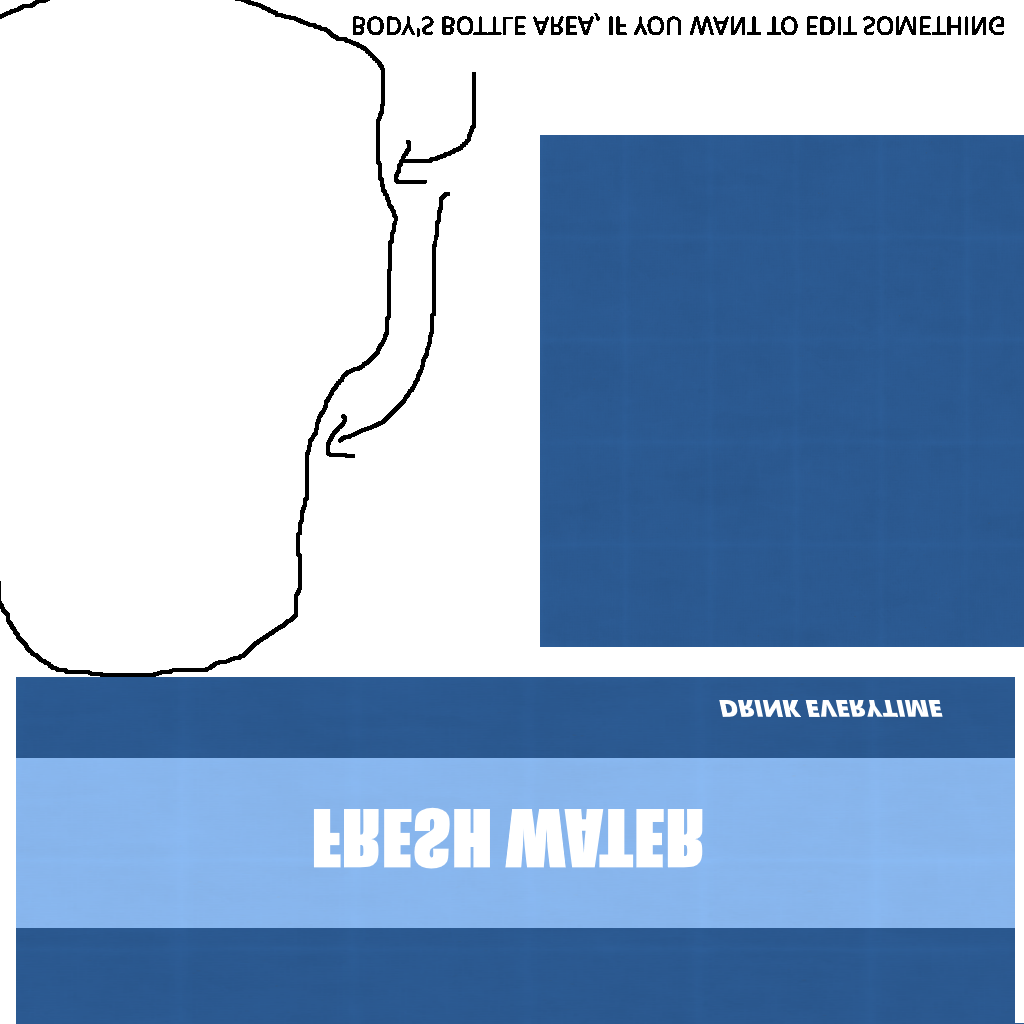 BODY'S BOTTLE AREA, IF YOU WANT TO EDIT SOMETHING
DRINK EVERYTIME
FRESH WATER